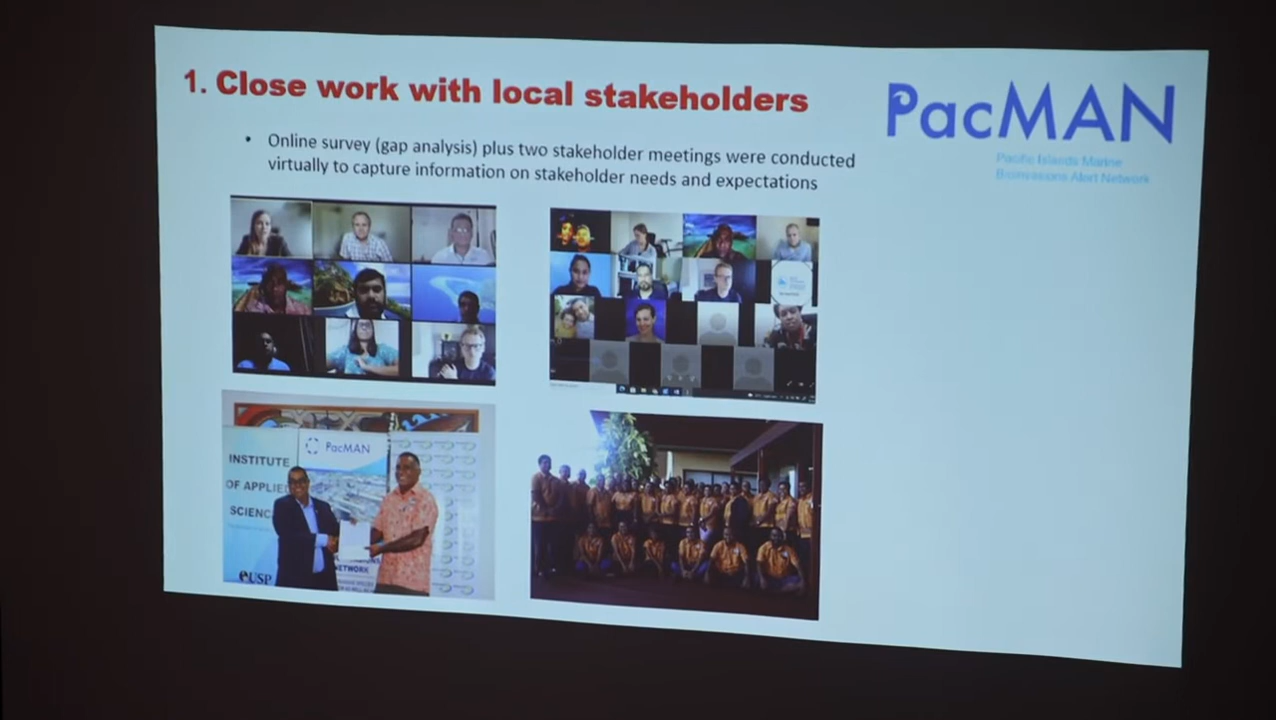 1. Close work with local stakeholders
PacMAN
Pacific Islands Marine
Bioinvasions Alert Network
• Online survey (gap analysis) plus two stakeholder meetings were conducted
virtually to capture information on stakeholder needs and expectations
PacMAN
INSTITUTE
OF APPLIE
SCIENC
USP
NETWORK